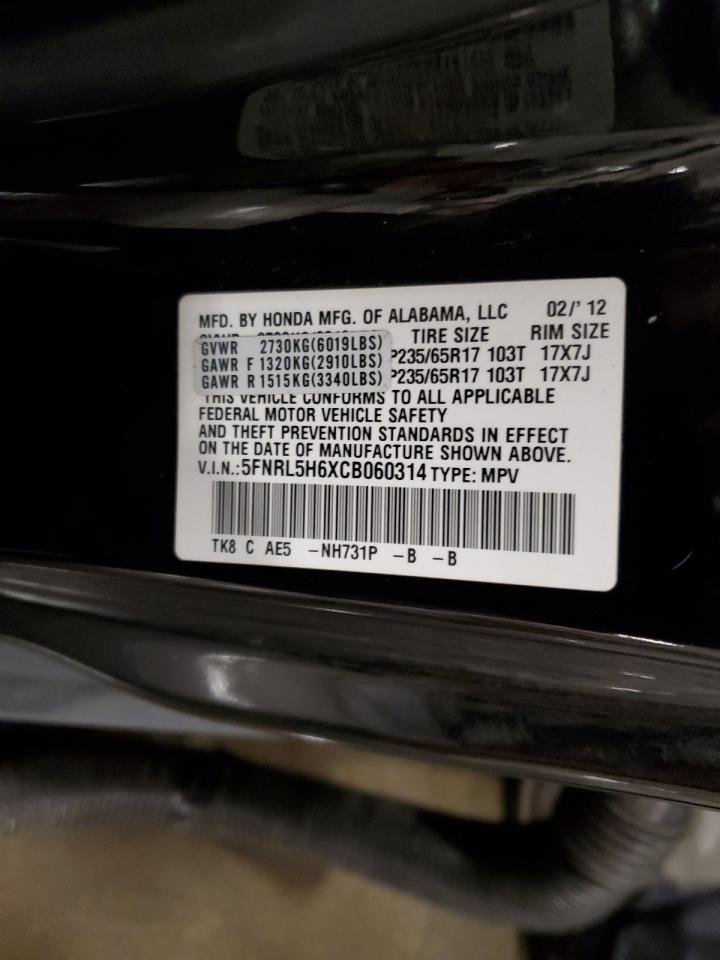 MFD. BY HONDA MFG. OF ALABAMA, LLC 02/' 12
TIRE SIZE RIM SIZE
GVWR 2730KG(6019LBS)
GAWR F 1320KG(2910LBS) P235/65R17 103T 17X7J
GAWR R 1515KG(3340LBS) P235/65R17 103T 17X7J
THIS VEHICLE CONFORMS TO ALL APPLICABLE
FEDERAL MOTOR VEHICLE SAFETY
AND THEFT PREVENTION STANDARDS IN EFFECT
ON THE DATE OF MANUFACTURE SHOWN ABOVE.
V.I.N.:5FNRL5H6XCB060314 TYPE: MPV
TK8 C AE5 -NH731P -B -B